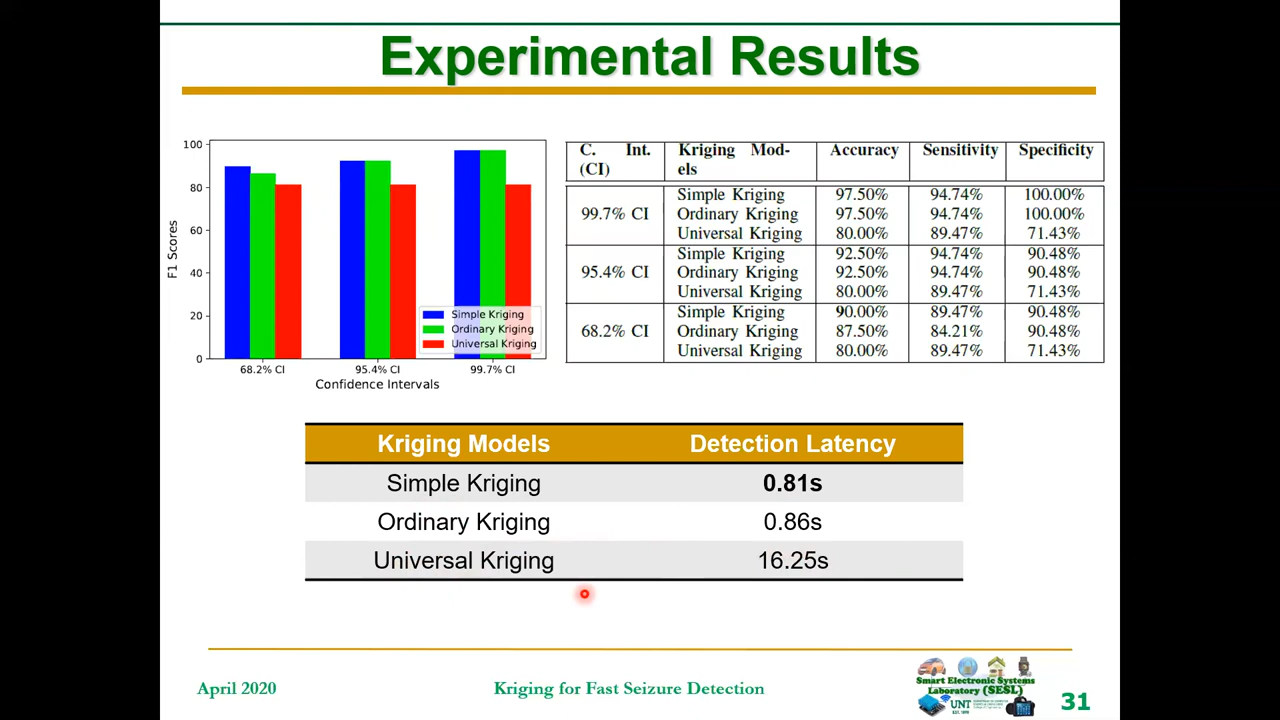 Experimental Results
100
80
60
40
20
0
F1 Scores
Simple Kriging
Ordinary Kriging
Universal Kriging
68.2% CI 95.4% CI 99.7% CI
Confidence Intervals
C. Int. (CI) Kriging Mod-els Accuracy Sensitivity Specificity
99.7% CI
Simple Kriging 97.50% 94.74% 100.00%
Ordinary Kriging 97.50% 94.74% 100.00%
Universal Kriging 80.00% 89.47% 71.43%
95.4% CI
Simple Kriging 92.50% 94.74% 90.48%
Ordinary Kriging 92.50% 94.74% 90.48%
Universal Kriging 80.00% 89.47% 71.43%
68.2% CI
Simple Kriging 90.00% 89.47% 90.48%
Ordinary Kriging 87.50% 84.21% 90.48%
Universal Kriging 80.00% 89.47% 71.43%
Kriging Models Detection Latency
Simple Kriging 0.81s
Ordinary Kriging 0.86s
Universal Kriging 16.25s
April 2020
Kriging for Fast Seizure Detection
Smart Electronic Systems
Laboratory (SESL)
UNT
31